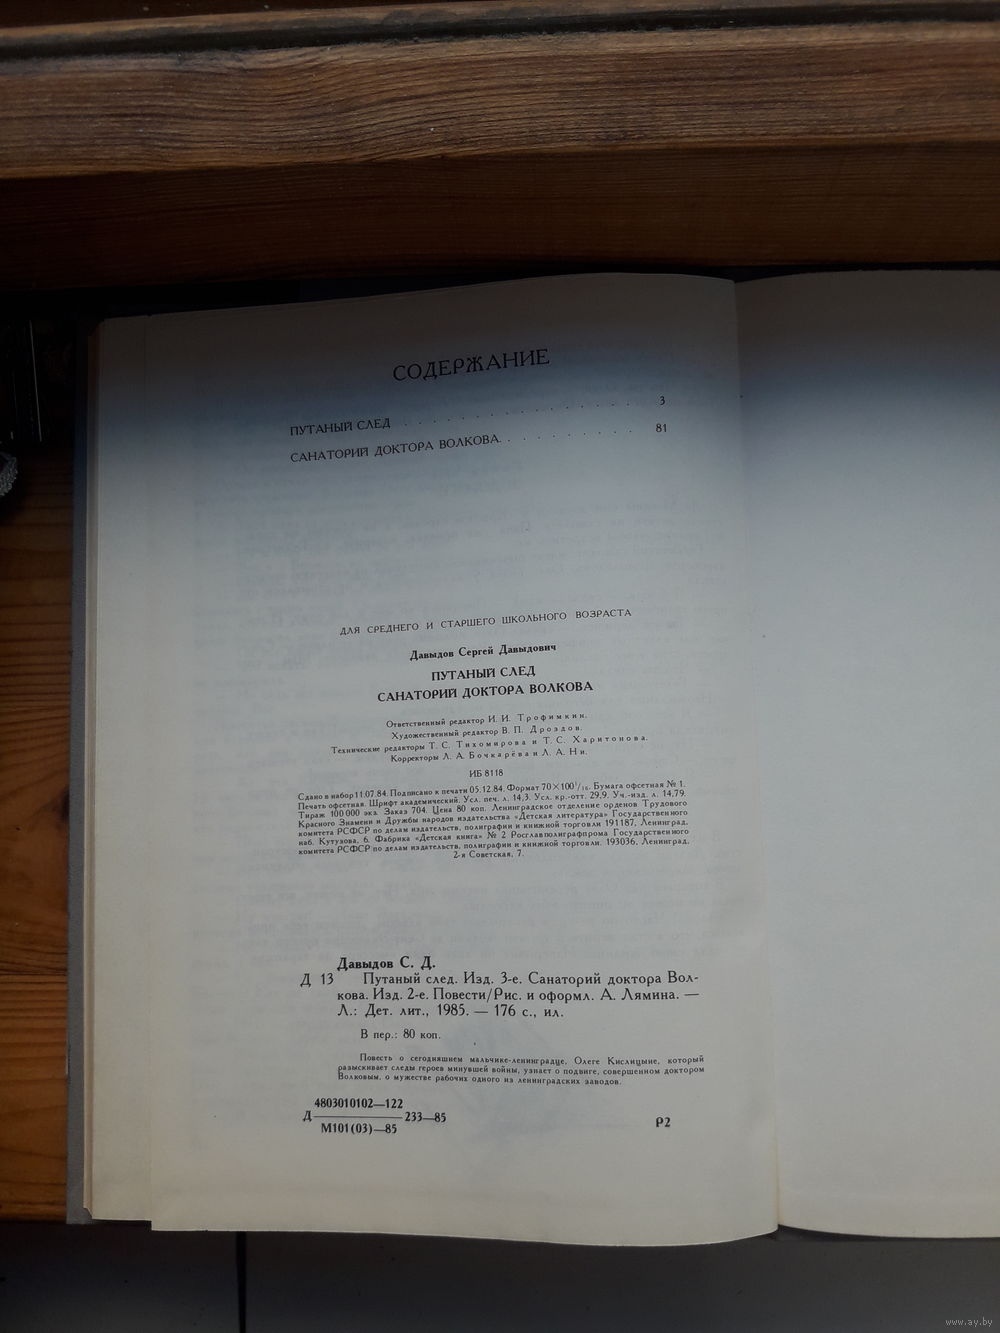 СОДЕРЖАНИЕ
ПУТАНЫЙ СЛЕД . . . . . . . . . . . . . . . . 3
САНАТОРИЙ ДОКТОРА ВОЛКОВА. . . . . . . . . . 81
ДЛЯ СРЕДНЕГО И СТАРШЕГО ШКОЛЬНОГО ВОЗРАСТА
Давыдов Сергей Давыдович
ПУТАНЫЙ СЛЕД
САНАТОРИЙ ДОКТОРА ВОЛКОВА
Ответственный редактор И. И. Трофимкин.
Художественный редактор В. П. Дроздов.
Технические редакторы Т. С. Тихомирова и Т. С. Харитонова.
Корректоры Л. А. Бочкарёва и Л. А. Ни.
ИБ 8118
Сдано в набор 11.07.84. Подписано к печати 05.12.84. Формат 70×100 1/16. Бумага офсетная № 1.
Печать офсетная. Шрифт академический. Усл. печ. л. 14,3. Усл. кр.-отт. 29,9. Уч.-изд. л. 14,79.
Тираж 100 000 экз. Заказ 704. Цена 80 коп. Ленинградское отделение орденов Трудового
Красного Знамени и Дружбы народов издательства «Детская литература» Государственного
комитета РСФСР по делам издательств, полиграфии и книжной торговли 191187, Ленинград,
наб. Кутузова, 6. Фабрика «Детская книга» № 2 Росглавполиграфпрома Государственного
комитета РСФСР по делам издательств, полиграфии и книжной торговли. 193036, Ленинград,
2-я Советская, 7.
Давыдов С. Д.
Д 13 Путаный след. Изд. 3-е. Санаторий доктора Вол-
кова. Изд. 2-е. Повести/Рис. и оформл. А. Лямина. —
Л.: Дет. лит., 1985. — 176 с., ил.
В пер.: 80 коп.
Повесть о сегодняшнем мальчике-ленинградце, Олеге Кислицыне, который
разыскивает следы героев минувшей войны, узнает о подвиге, совершенном доктором
Волковым, о мужестве рабочих одного из ленинградских заводов.
4803010102—122
Д 233—85
М101(03)—85
Р2
www.ay.by